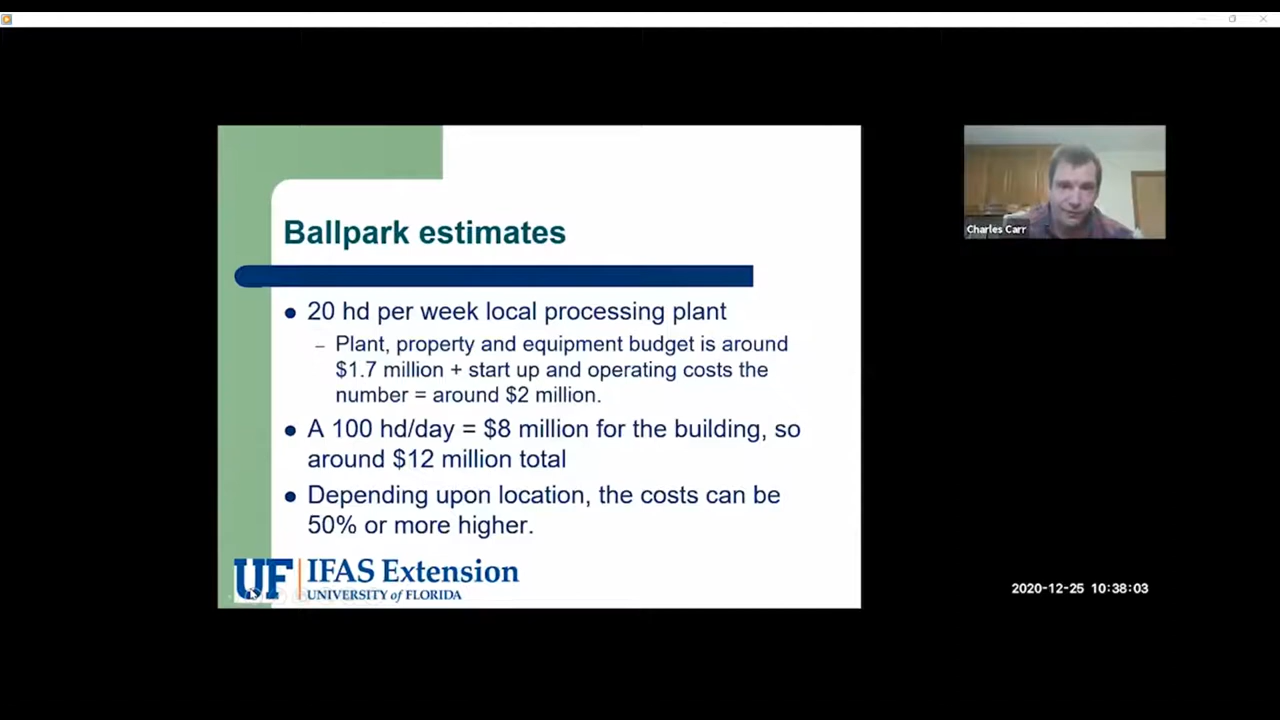 Ballpark estimates
● 20 hd per week local processing plant
– Plant, property and equipment budget is around
$1.7 million + start up and operating costs the
number = around $2 million.
● A 100 hd/day = $8 million for the building, so
around $12 million total
● Depending upon location, the costs can be
50% or more higher.
UF IFAS Extension
UNIVERSITY of FLORIDA
Charles Carr
2020-12-25 10:38:03